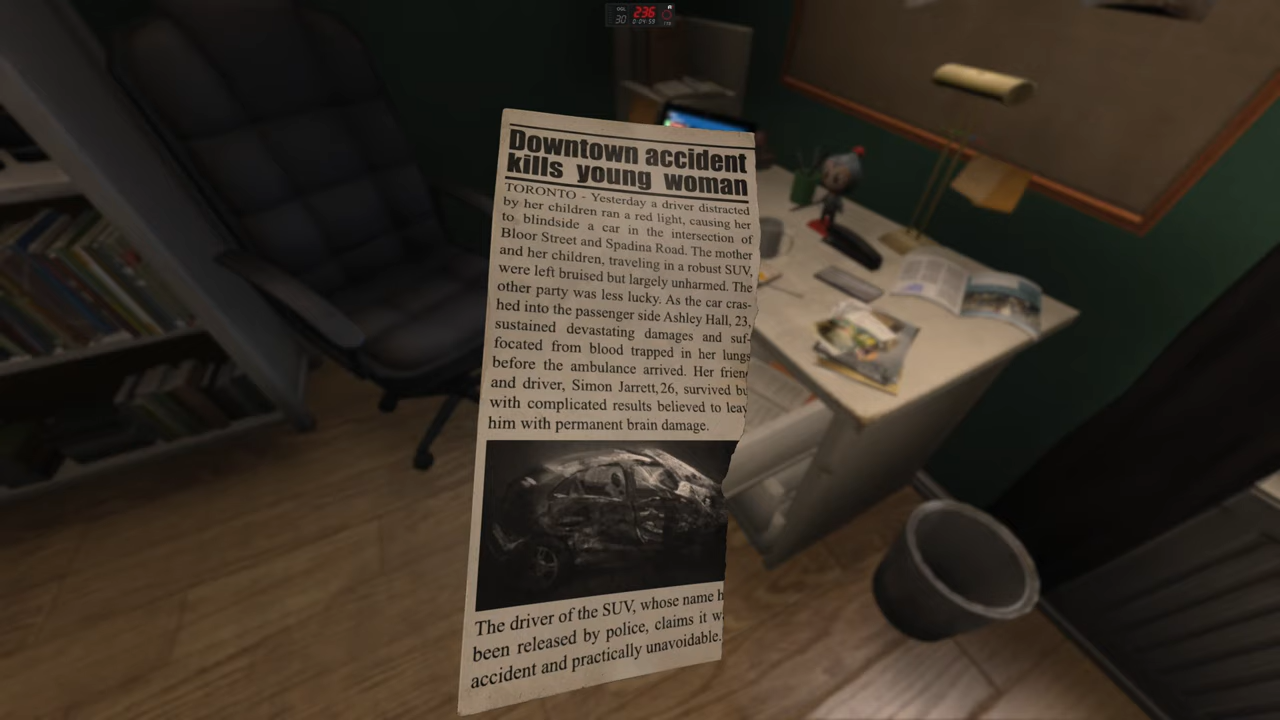 OGL
30
236
0:04:55
Downtown accident
kills young woman
TORONTO - Yesterday a driver distracted
by her children ran a red light, causing her
to blindside a car in the intersection of
Bloor Street and Spadina Road. The mother
and her children, traveling in a robust SUV,
were left bruised but largely unharmed. The
other party was less lucky. As the car cras-
hed into the passenger side Ashley Hall, 23,
sustained devastating damages and suf-
focated from blood trapped in her lungs
before the ambulance arrived. Her frien
and driver, Simon Jarrett, 26, survived bu
with complicated results believed to leav
him with permanent brain damage.
The driver of the SUV, whose name h
been released by police, claims it w
accident and practically unavoidable.